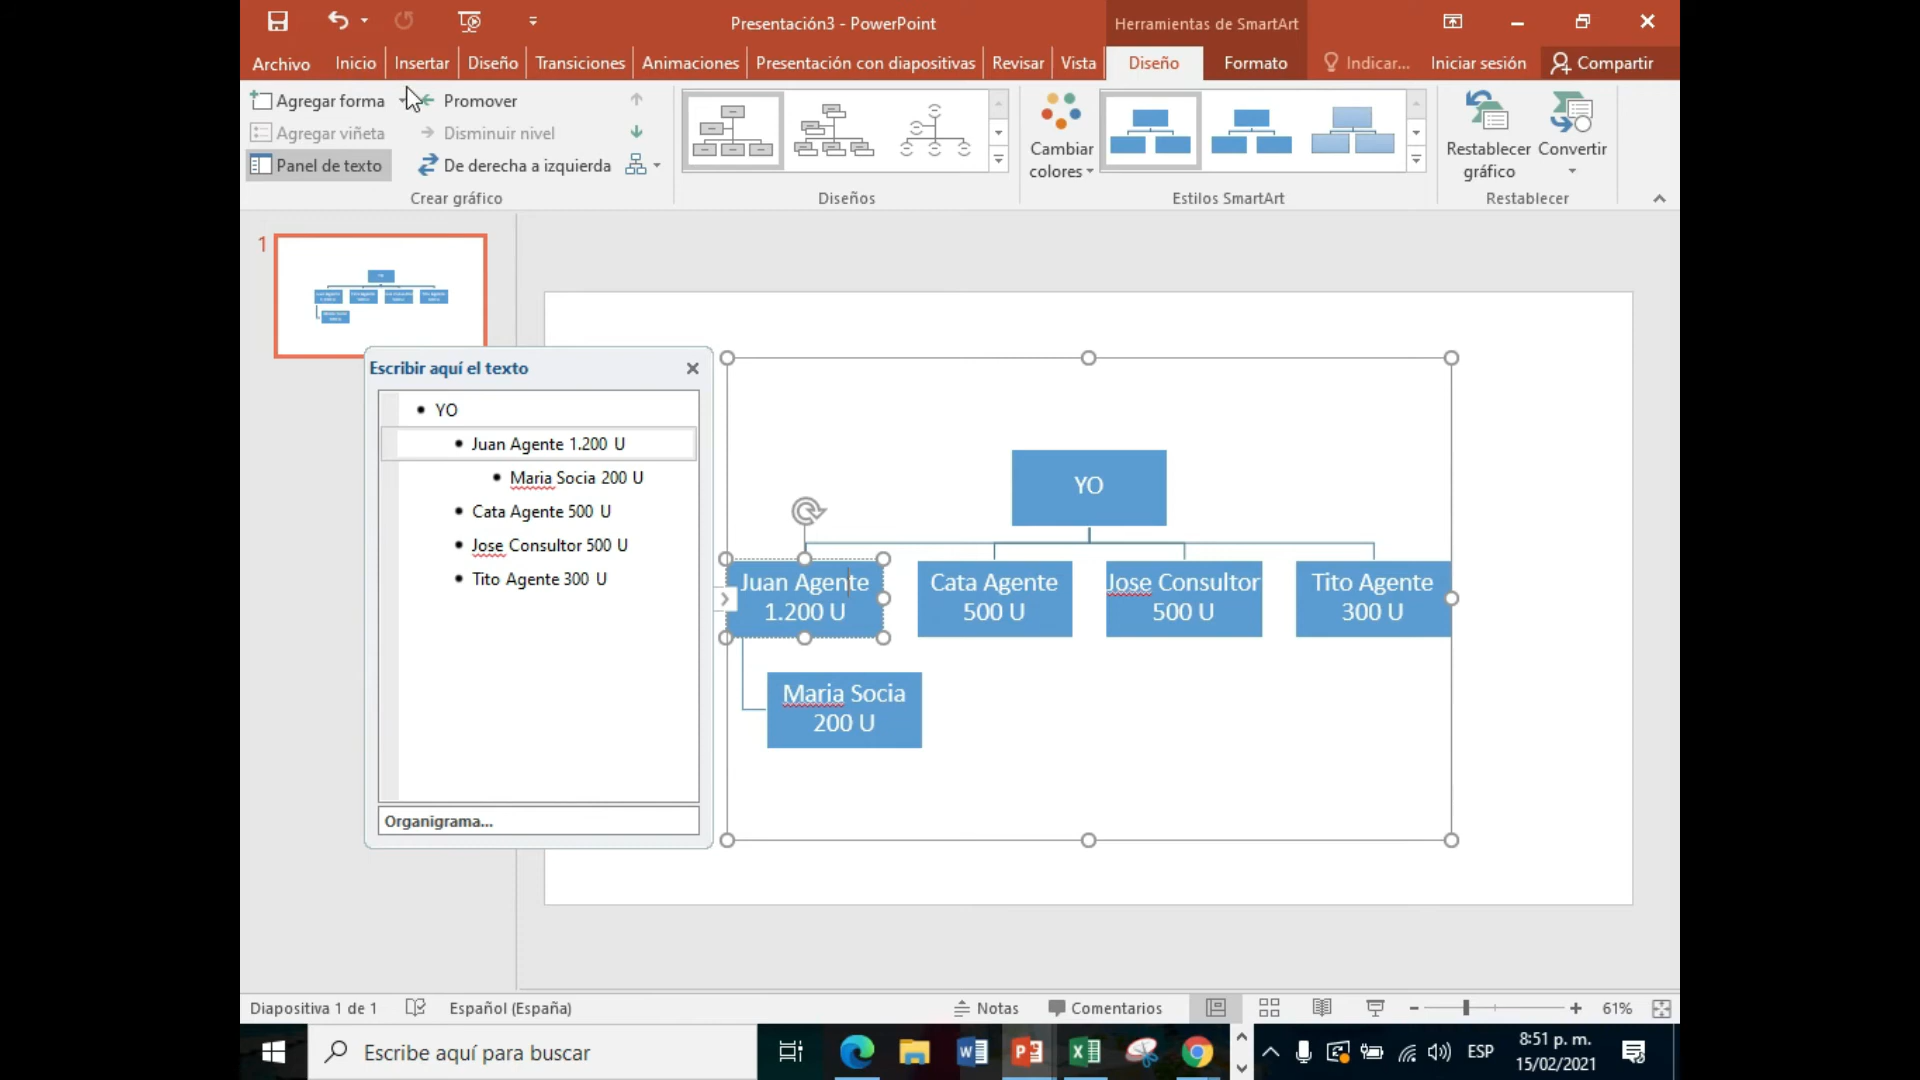 Presentación3 - PowerPoint
Herramientas de SmartArt
Archivo
Inicio
Insertar
Diseño
Transiciones
Animaciones
Presentación con diapositivas
Revisar
Vista
Diseño
Formato
Indicar...
Iniciar sesión
Compartir
Agregar forma
Promover
Agregar viñeta
Disminuir nivel
Panel de texto
De derecha a izquierda
Crear gráfico
Diseños
Cambiar
colores
Estilos SmartArt
Restablecer
gráfico
Convertir
Restablecer
1
Escribir aquí el texto
YO
Juan Agente 1.200 U
Maria Socia 200 U
Cata Agente 500 U
Jose Consultor 500 U
Tito Agente 300 U
Organigrama...
YO
Juan Agente
1.200 U
Cata Agente
500 U
Jose Consultor
500 U
Tito Agente
300 U
Maria Socia
200 U
Diapositiva 1 de 1
Español (España)
Notas
Comentarios
61%
Escribe aquí para buscar
ESP
8:51 p. m.
15/02/2021